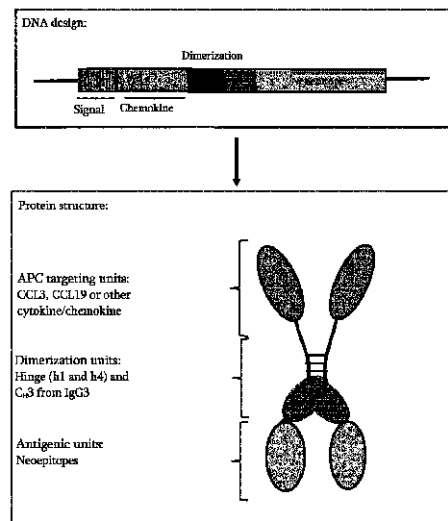 DNA design:
Dimerization
Signal
Chemokine
Protein structure:
APC targeting units:
CCL3, CCL19 or other
cytokine/chemokine
Dimerization units:
Hinge (h1 and h4) and
CH3 from IgG3
Antigenic units:
Neoepitopes